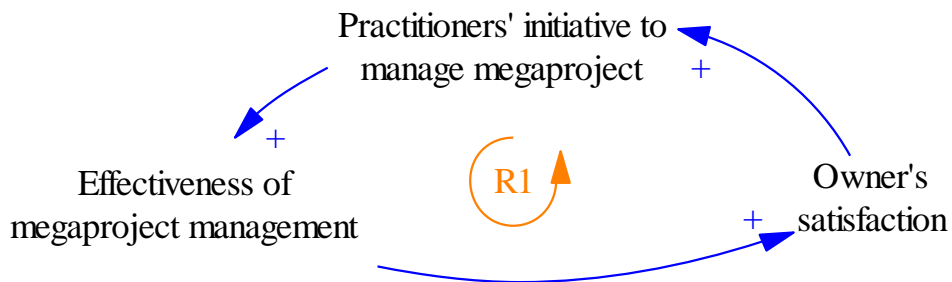 Practitioners' initiative to
manage megaproject
+
+
Effectiveness of
megaproject management
R1
Owner's
satisfaction
+